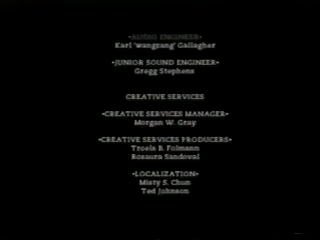 •AUDIO ENGINEER•
Karl 'wangzang' Gallagher
•JUNIOR SOUND ENGINEER•
Gregg Stephens
CREATIVE SERVICES
•CREATIVE SERVICES MANAGER•
Morgan W. Gray
•CREATIVE SERVICES PRODUCERS•
Troels B. Folmann
Rosaura Sandoval
•LOCALIZATION•
Misty S. Chun
Ted Johnson